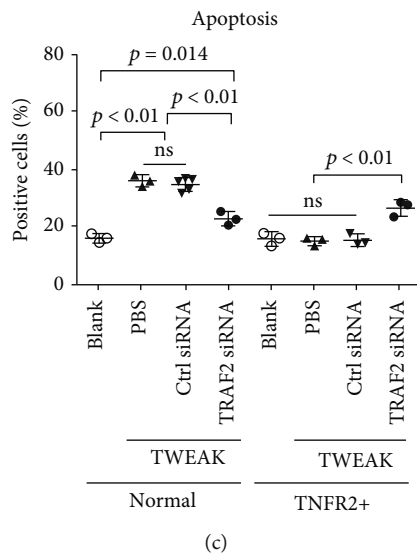 Apoptosis
Positive cells (%)
80
60
40
20
0
p = 0.014
p < 0.01
p < 0.01
ns
p < 0.01
ns
Blank
PBS
Ctrl siRNA
TRAF2 siRNA
Blank
PBS
Ctrl siRNA
TRAF2 siRNA
TWEAK
TWEAK
Normal
TNFR2+
(c)